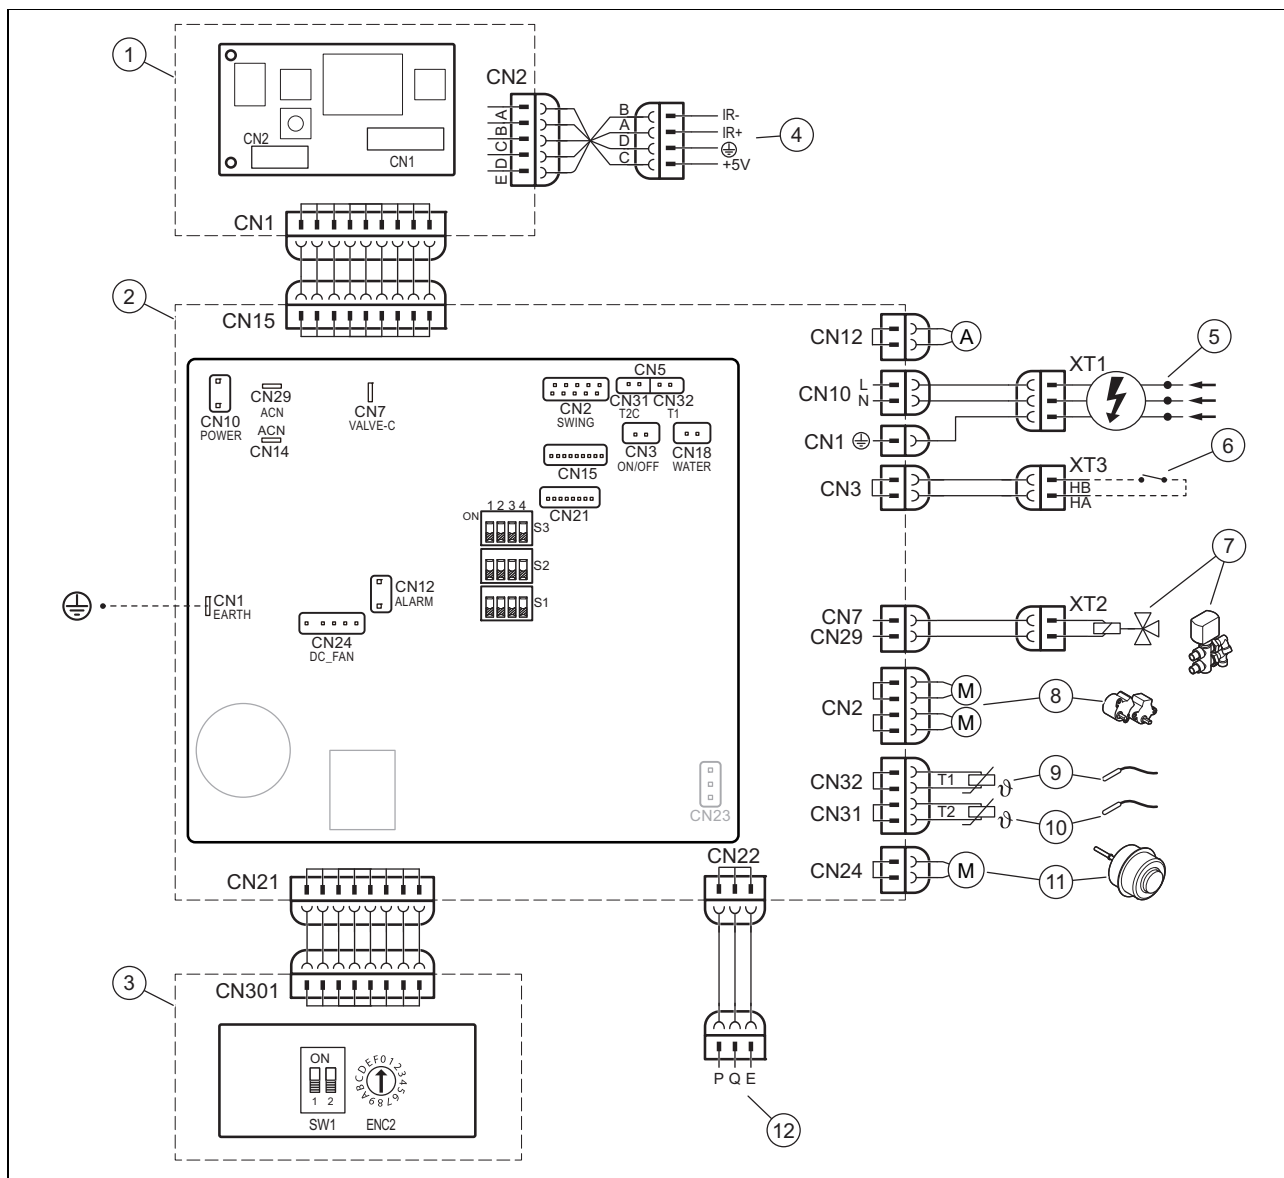 1
CN2
CN1
CN2
A
B
C
D
E
B
A
D
C
IR-
IR+
+5V
4
CN1
2
CN15
CN10
POWER
CN29
ACN
ACN
CN14
CN7
VALVE-C
CN2
SWING
CN5
CN31
T2C
CN32
T1
CN3
ON/OFF
CN18
WATER
CN15
CN21
ON
1 2 3 4
S3
S2
S1
CN1
EARTH
CN12
ALARM
CN24
DC_FAN
CN23
CN12
A
CN10
L
N
XT1
5
CN1
CN3
XT3
HB
HA
6
CN7
CN29
XT2
7
CN2
M
M
8
CN32
T1
ϑ
9
CN31
T2
ϑ
10
CN24
M
11
CN21
CN22
3
CN301
ON
1 2
SW1
0123456789ABCDEF
ENC2
P Q E
12